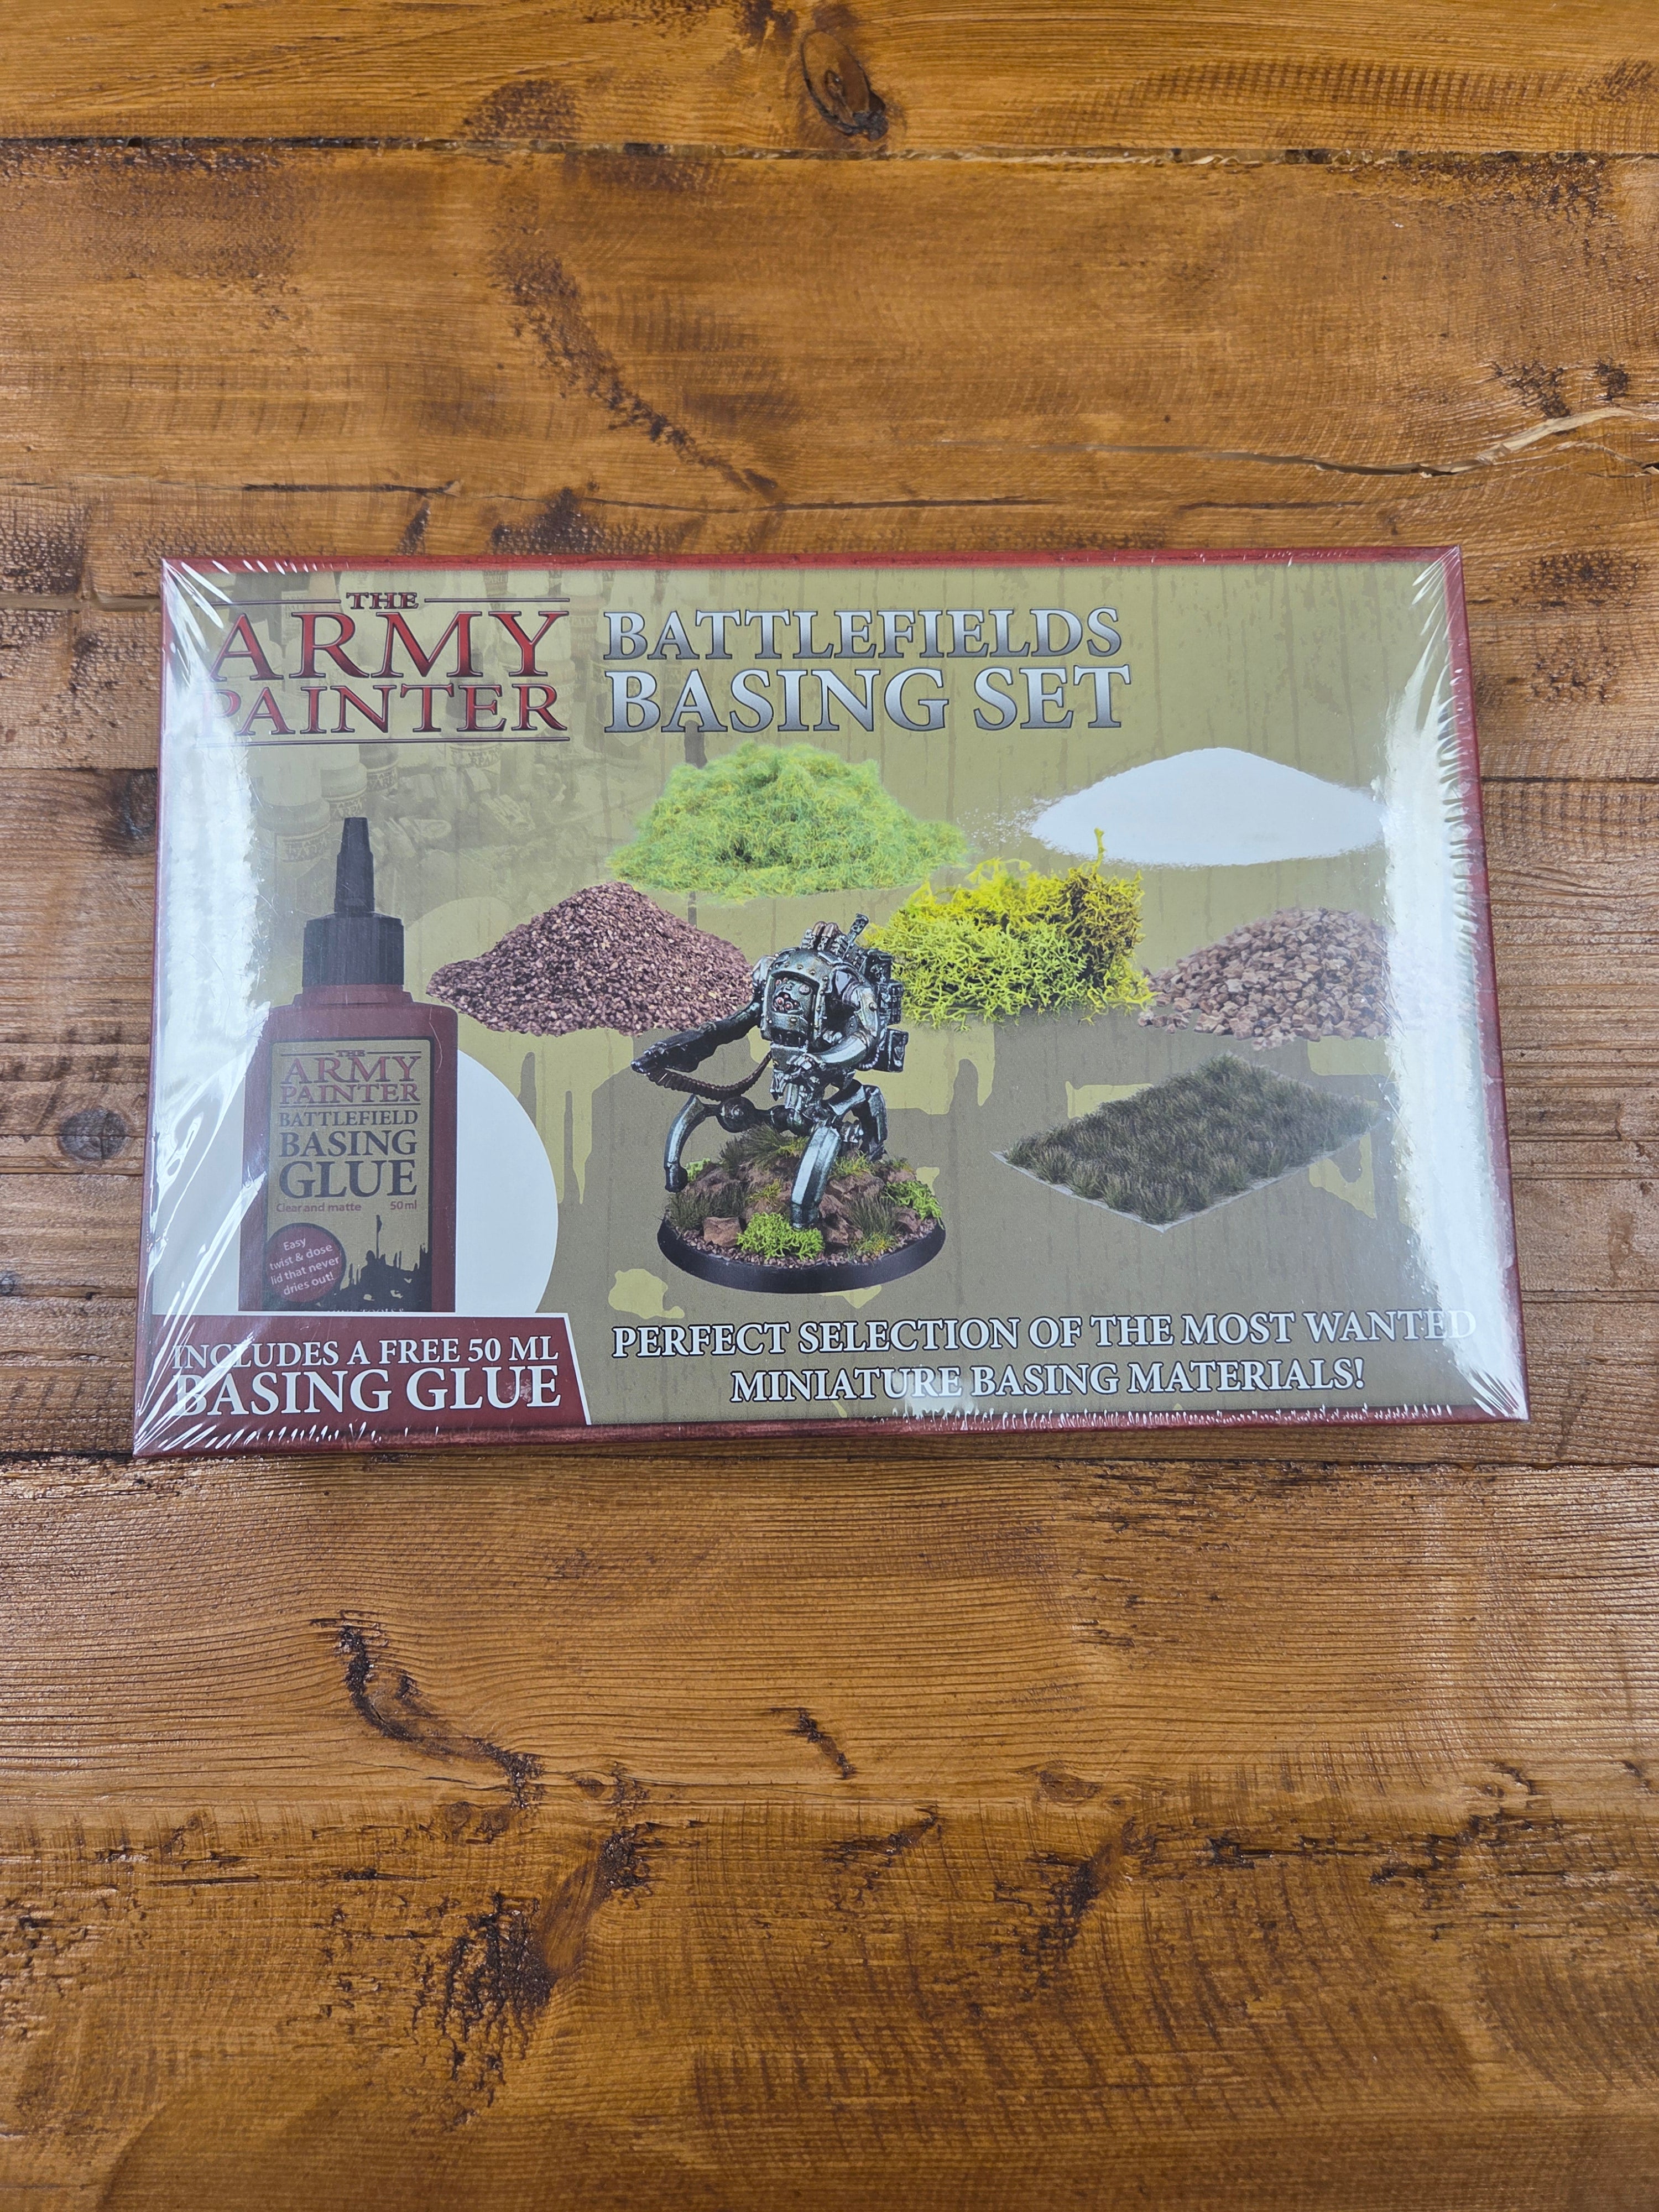 THE
ARMY
PAINTER
BATTLEFIELDS
BASING SET
THE
ARMY
PAINTER
BATTLEFIELD
BASING
GLUE
Clear and matte 50ml
Easy
twist & dose
lid that never
dries out!
INCLUDES A FREE 50 ML
BASING GLUE
PERFECT SELECTION OF THE MOST WANTED
MINIATURE BASING MATERIALS!